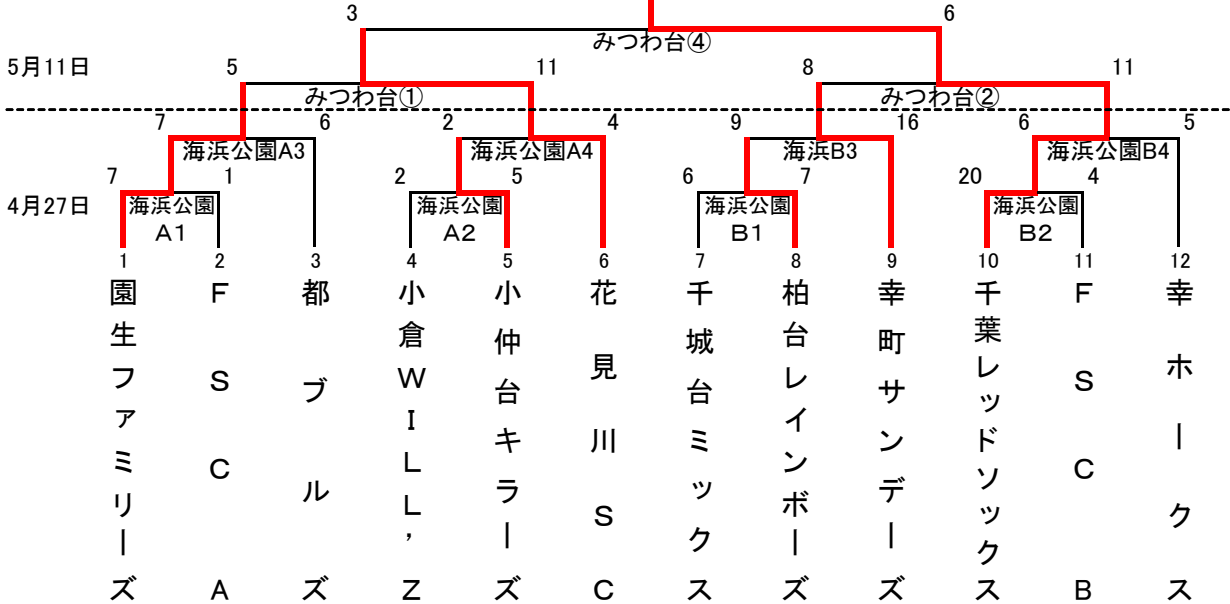 3 6
みつわ台④
5月11日 5 11 8 11
みつわ台① みつわ台②
7 6 2 4 9 16 6 5
海浜公園A3 海浜公園A4 海浜B3 海浜公園B4
7 1 2 5 6 7 20 4
4月27日 海浜公園 海浜公園 海浜公園 海浜公園
A1 A2 B1 B2
1 2 3 4 5 6 7 8 9 10 11 12
園生ファミリーズ
FSCA
都ブルズ
小倉WILL’Z
小仲台キラーズ
花見川SC
千城台ミックス
柏台レインボーズ
幸町サンデーズ
千葉レッドソックス
FSCB
幸ホークス